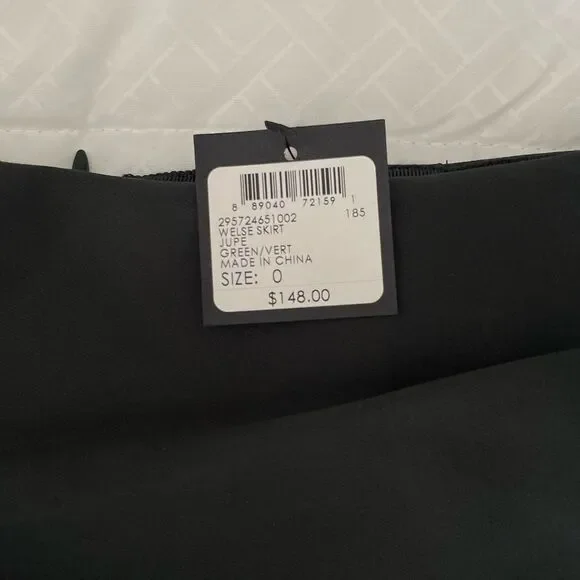 8 89040 72159 1
295724651002 185
WELSE SKIRT
JUPE
GREEN/VERT
MADE IN CHINA
SIZE: 0
$148.00